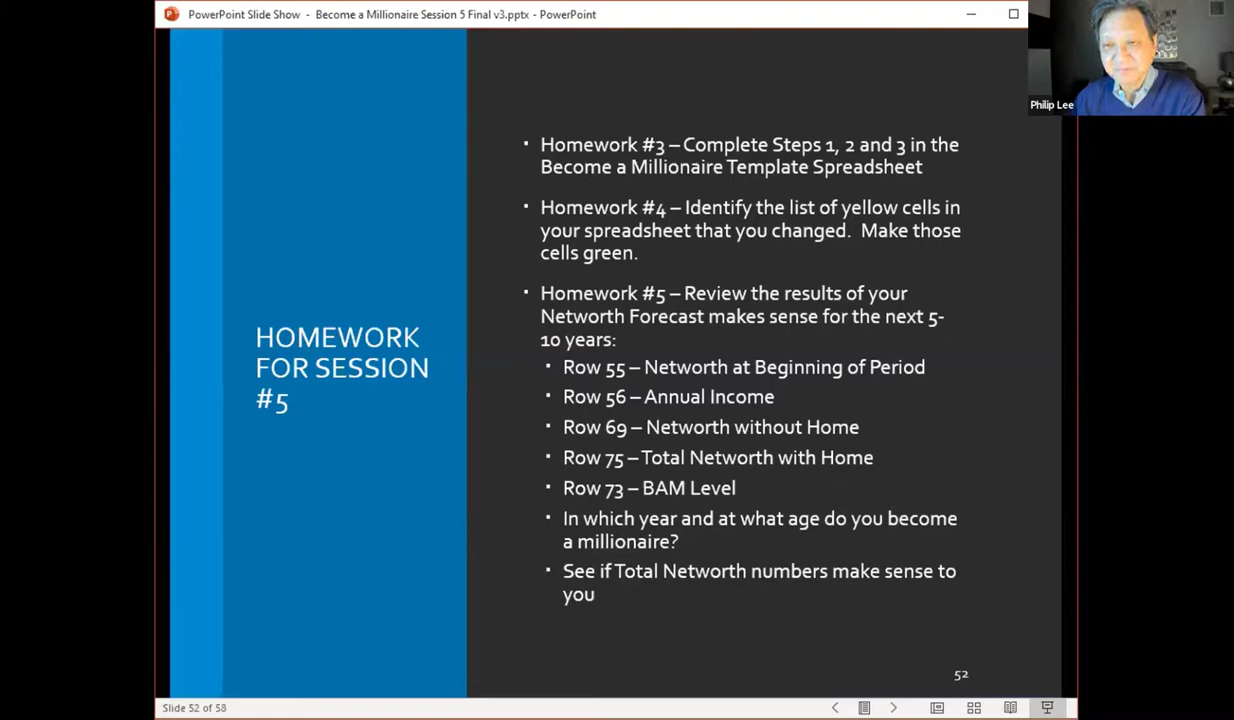 PowerPoint Slide Show - Become a Millionaire Session 5 Final v3.pptx - PowerPoint
Philip Lee
HOMEWORK
FOR SESSION
#5
· Homework #3 – Complete Steps 1, 2 and 3 in the
Become a Millionaire Template Spreadsheet
· Homework #4 – Identify the list of yellow cells in
your spreadsheet that you changed. Make those
cells green.
· Homework #5 – Review the results of your
Networth Forecast makes sense for the next 5-
10 years:
· Row 55 – Networth at Beginning of Period
· Row 56 – Annual Income
· Row 69 – Networth without Home
· Row 75 – Total Networth with Home
· Row 73 – BAM Level
· In which year and at what age do you become
a millionaire?
· See if Total Networth numbers make sense to
you
52
Slide 52 of 58